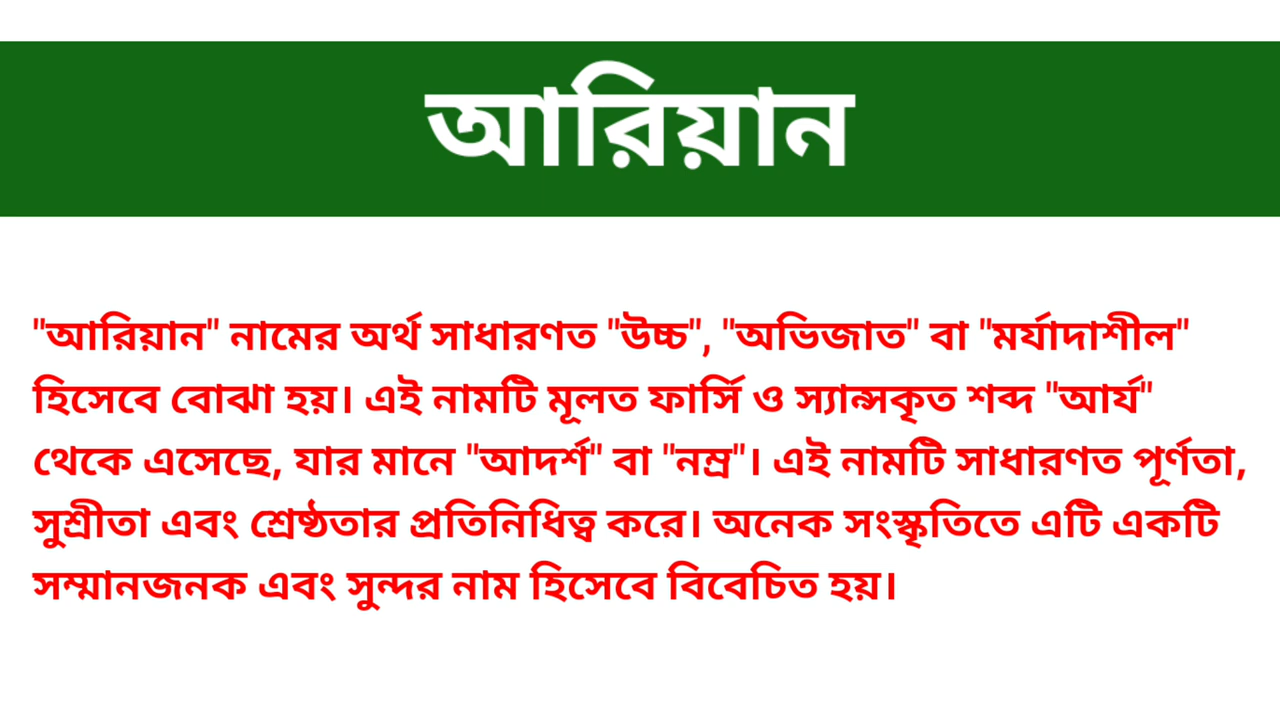 আরিয়ান
"আরিয়ান" নামের অর্থ সাধারণত "উচ্চ", "অভিজাত" বা "মর্যাদাশীল"
হিসেবে বোঝা হয়। এই নামটি মূলত ফার্সি ও স্যান্সকৃত শব্দ "আর্য"
থেকে এসেছে, যার মানে "আদর্শ" বা "নম্র"। এই নামটি সাধারণত পূর্ণতা,
সুশ্রীতা এবং শ্রেষ্ঠতার প্রতিনিধিত্ব করে। অনেক সংস্কৃতিতে এটি একটি
সম্মানজনক এবং সুন্দর নাম হিসেবে বিবেচিত হয়।